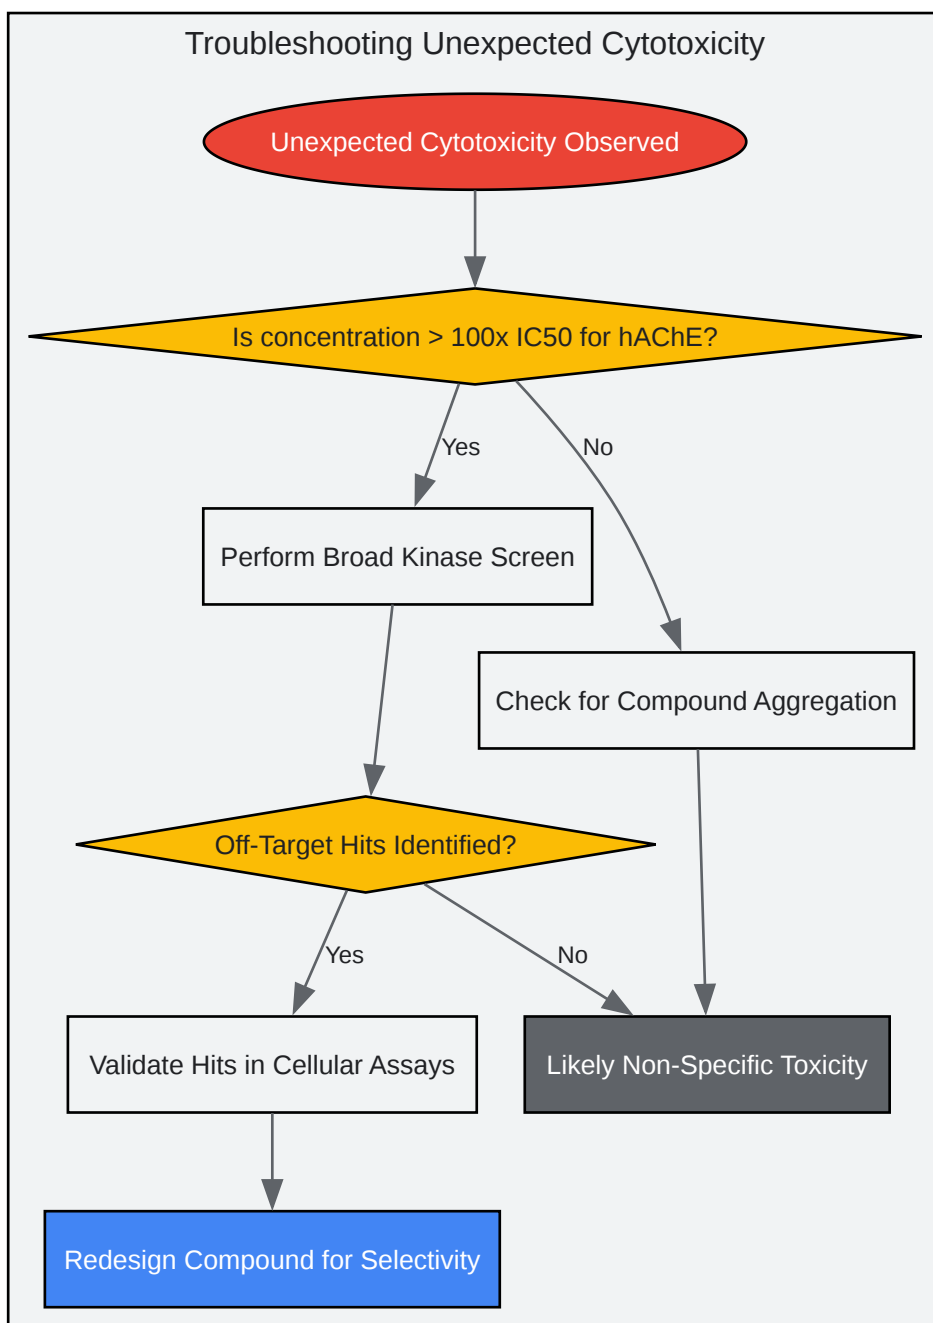 Troubleshooting Unexpected Cytotoxicity
Unexpected Cytotoxicity Observed
Is concentration > 100x IC50 for hAChE?
Yes
No
Perform Broad Kinase Screen
Check for Compound Aggregation
Off-Target Hits Identified?
Yes
No
Validate Hits in Cellular Assays
Likely Non-Specific Toxicity
Redesign Compound for Selectivity